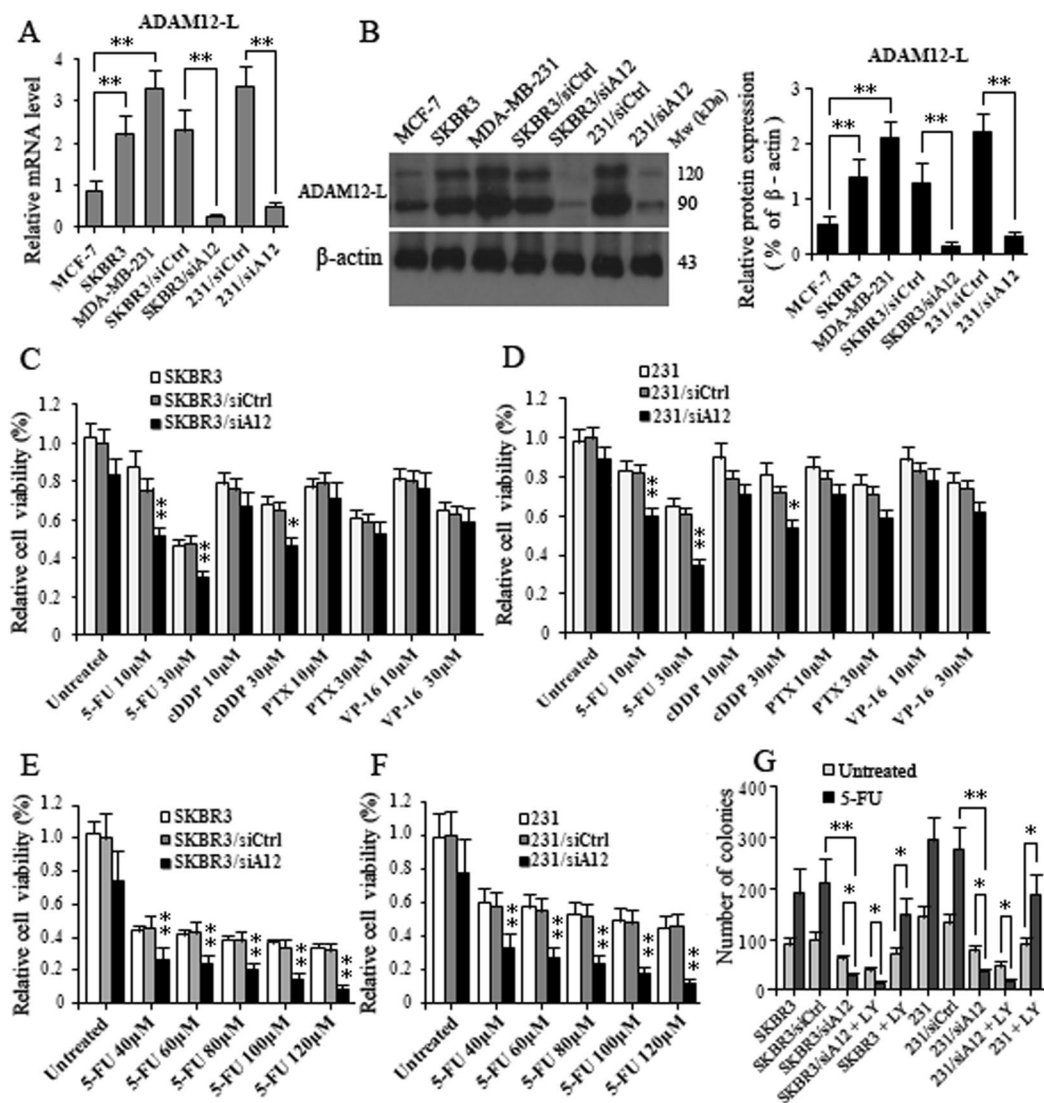 A
ADAM12-L
Relative mRNA level
4
3
2
1
0
**
**
**
**
MCF-7
SKBR3
MDA-MB-231
SKBR3/siCtrl
SKBR3/siA12
231/siCtrl
231/siA12
B
MCF-7
SKBR3
MDA-MB-231
SKBR3/siCtrl
SKBR3/siA12
231/siCtrl
231/siA12
Mw (kDa)
ADAM12-L
120
90
β-actin
43
ADAM12-L
Relative protein expression
( % of β - actin )
3
2
1
0
**
**
**
**
MCF-7
SKBR3
MDA-MB-231
SKBR3/siCtrl
SKBR3/siA12
231/siCtrl
231/siA12
C
SKBR3
SKBR3/siCtrl
SKBR3/siA12
Relative cell viability (%)
1.2
1.0
0.8
0.6
0.4
0.2
0
**
**
*
Untreated
5-FU 10µM
5-FU 30µM
cDDP 10µM
cDDP 30µM
PTX 10µM
PTX 30µM
VP-16 10µM
VP-16 30µM
D
231
231/siCtrl
231/siA12
Relative cell viability (%)
1.2
1.0
0.8
0.6
0.4
0.2
0
**
**
*
Untreated
5-FU 10µM
5-FU 30µM
cDDP 10µM
cDDP 30µM
PTX 10µM
PTX 30µM
VP-16 10µM
VP-16 30µM
E
SKBR3
SKBR3/siCtrl
SKBR3/siA12
Relative cell viability (%)
1.2
1.0
0.8
0.6
0.4
0.2
0
**
**
**
**
**
Untreated
5-FU 40µM
5-FU 60µM
5-FU 80µM
5-FU 100µM
5-FU 120µM
F
231
231/siCtrl
231/siA12
Relative cell viability (%)
1.2
1.0
0.8
0.6
0.4
0.2
0
**
**
**
**
**
Untreated
5-FU 40µM
5-FU 60µM
5-FU 80µM
5-FU 100µM
5-FU 120µM
G
Untreated
5-FU
Number of colonies
400
300
200
100
0
**
*
*
*
**
*
*
*
SKBR3
SKBR3/siCtrl
SKBR3/siA12
SKBR3/siA12 + LY
SKBR3 + LY
231
231/siCtrl
231/siA12
231/siA12 + LY
231 + LY